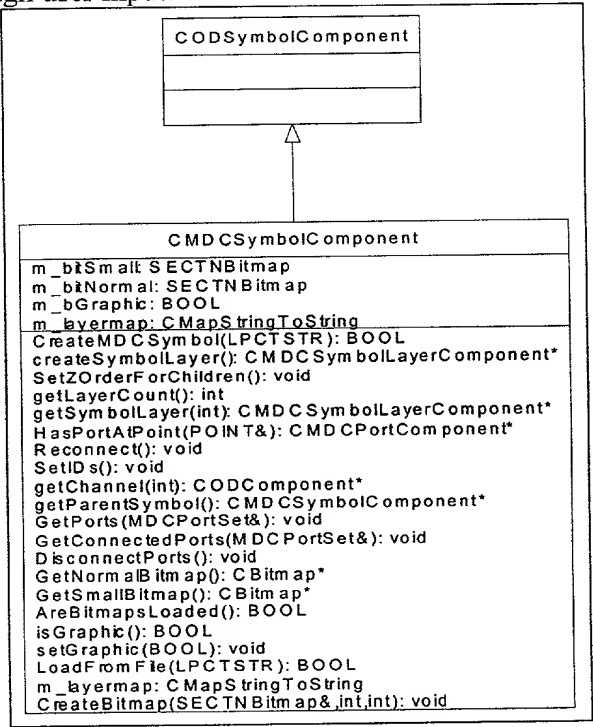 CODSymbolComponent
CMDCSymbolComponent
m_bitSmall: SECTNBitmap
m_bitNormal: SECTNBitmap
m_bGraphic: BOOL
m_layermap: CMapStringToString
CreateMDCSymbol(LPCTSTR): BOOL
createSymbolLayer(): CMDCSymbolLayerComponent*
SetZOrderForChildren(): void
getLayerCount(): int
getSymbolLayer(int): CMDCSymbolLayerComponent*
HasPortAtPoint(POINT&): CMDCPortComponent*
Reconnect(): void
SetIDs(): void
getChannel(int): CODComponent*
getParentSymbol(): CMDCSymbolComponent*
GetPorts(MDCPortSet&): void
GetConnectedPorts(MDCPortSet&): void
DisconnectPorts(): void
GetNormalBitmap(): CBitmap*
GetSmallBitmap(): CBitmap*
AreBitmapsLoaded(): BOOL
isGraphic(): BOOL
setGraphic(BOOL): void
LoadFromFile(LPCTSTR): BOOL
m_layermap: CMapStringToString
CreateBitmap(SECTNBitmap&,int,int): void